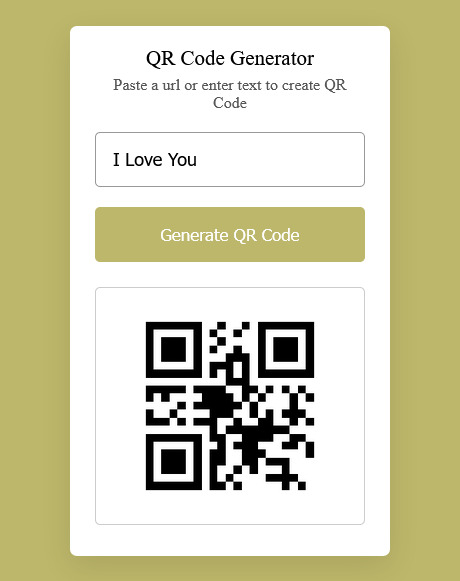 QR Code Generator
Paste a url or enter text to create QR
Code
I Love You
Generate QR Code